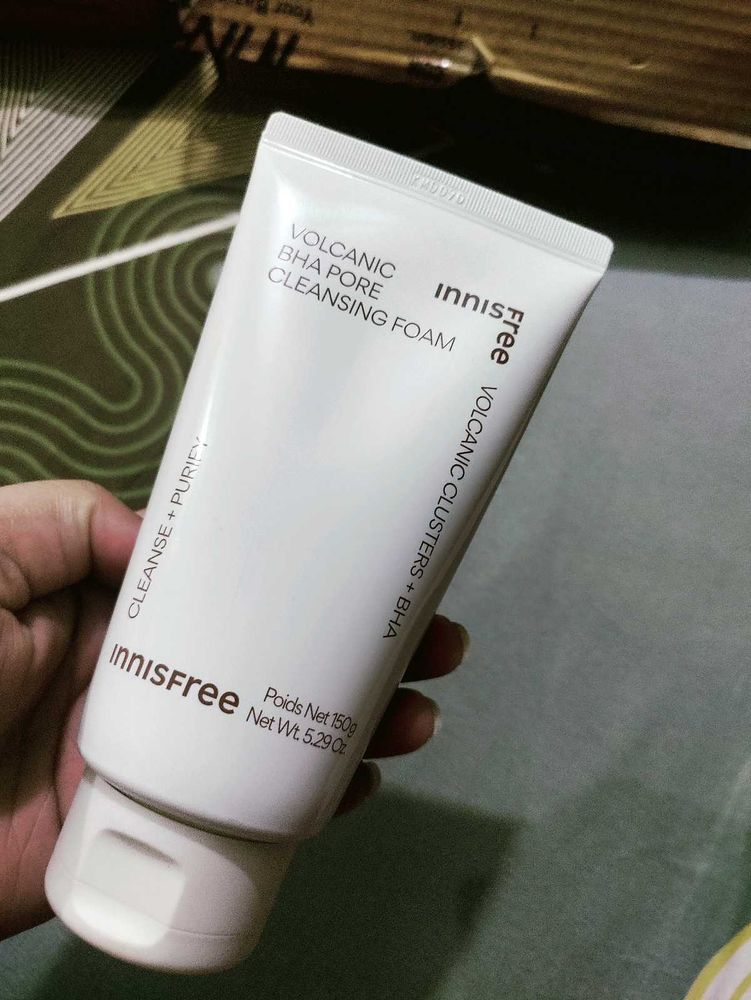 VOLCANIC
BHA PORE
CLEANSING FOAM
INNISFree
VOLCANIC CLUSTERS + BHA
CLEANSE + PURIFY
INNISFree
Poids Net 150g
Net Wt. 5.29 Oz.